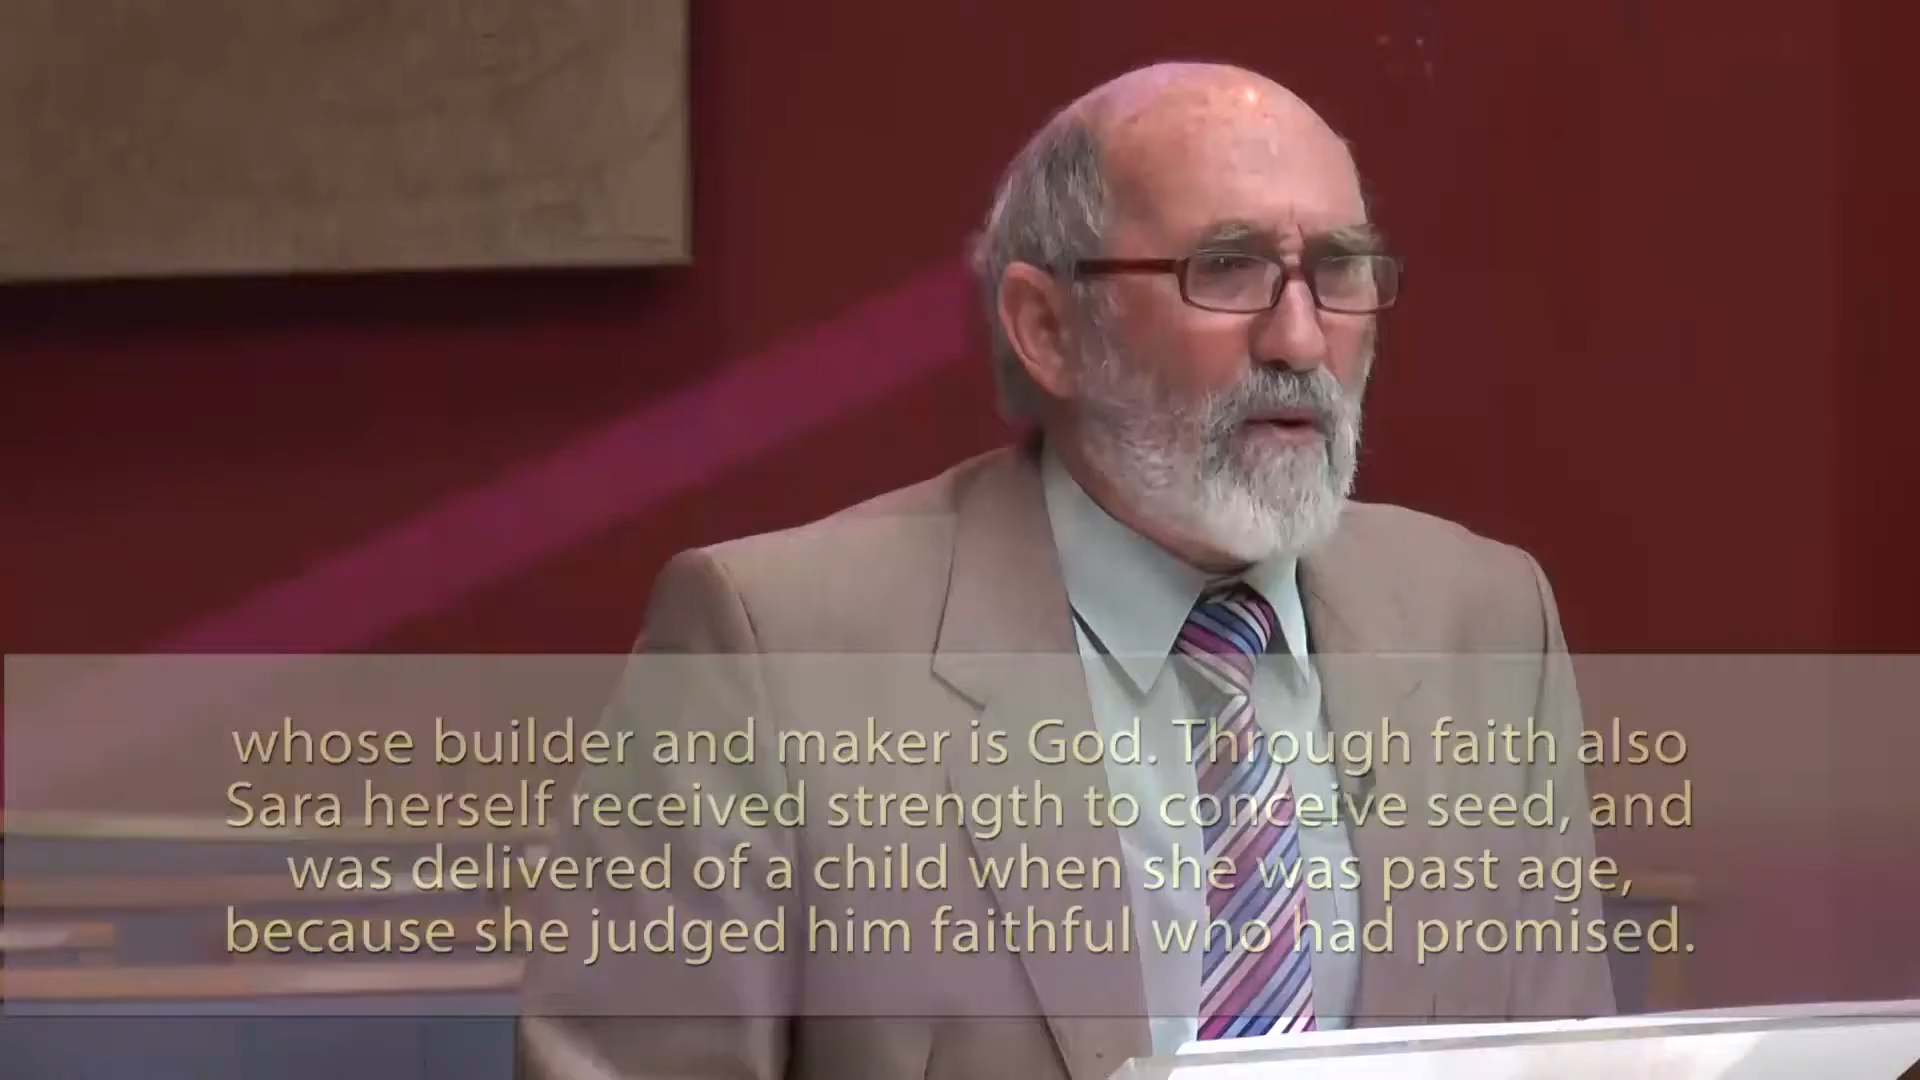 whose builder and maker is God. Through faith also
Sara herself received strength to conceive seed, and
was delivered of a child when she was past age,
because she judged him faithful who had promised.